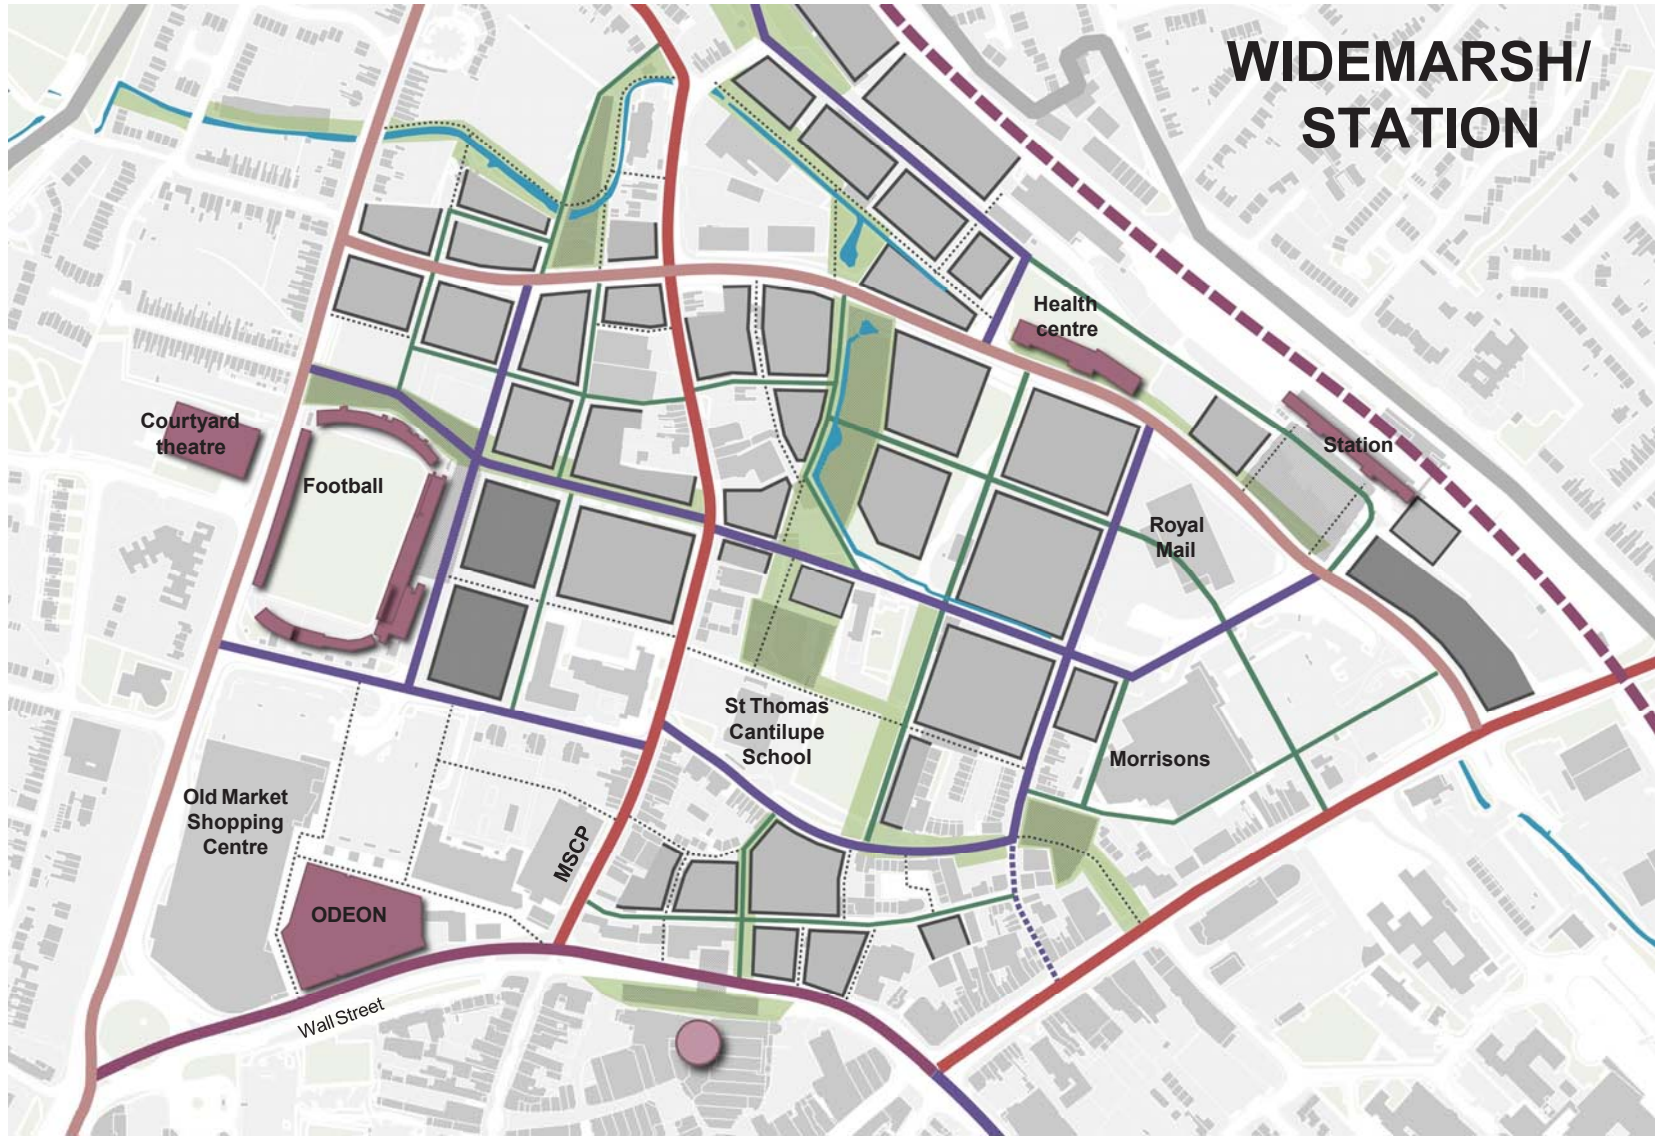 WIDEMARSH/
STATION
Health
centre
Courtyard
theatre
Station
Football
Royal
Mail
St Thomas
Cantilupe
School
Morrisons
Old Market
Shopping
Centre
MSCP
ODEON
Wall Street